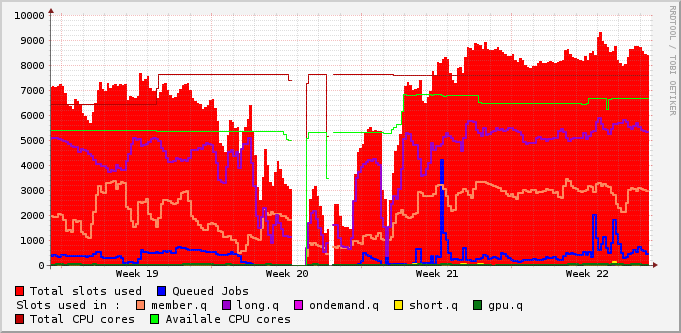 10000
9000
8000
7000
6000
5000
4000
3000
2000
1000
0
Week 19 Week 20 Week 21 Week 22
RRDTOOL / TOBI OETIKER
Total slots used Queued Jobs
Slots used in : member.q long.q ondemand.q short.q gpu.q
Total CPU cores Availale CPU cores